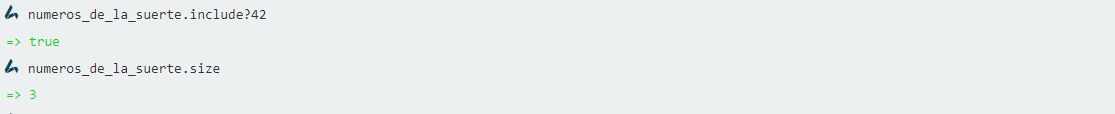 numeros_de_la_suerte.include?42
=> true
numeros_de_la_suerte.size
=> 3